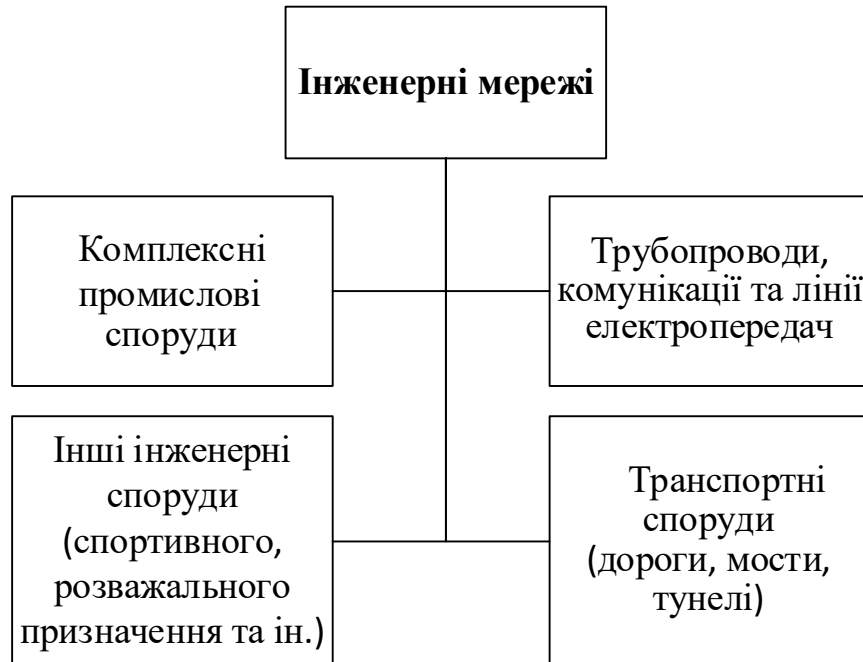 Інженерні мережі
Комплексні
промислові
споруди
Трубопроводи,
комунікації та лінії
електропередач
Інші інженерні
споруди
(спортивного,
розважального
призначення та ін.)
Транспортні
споруди
(дороги, мости,
тунелі)